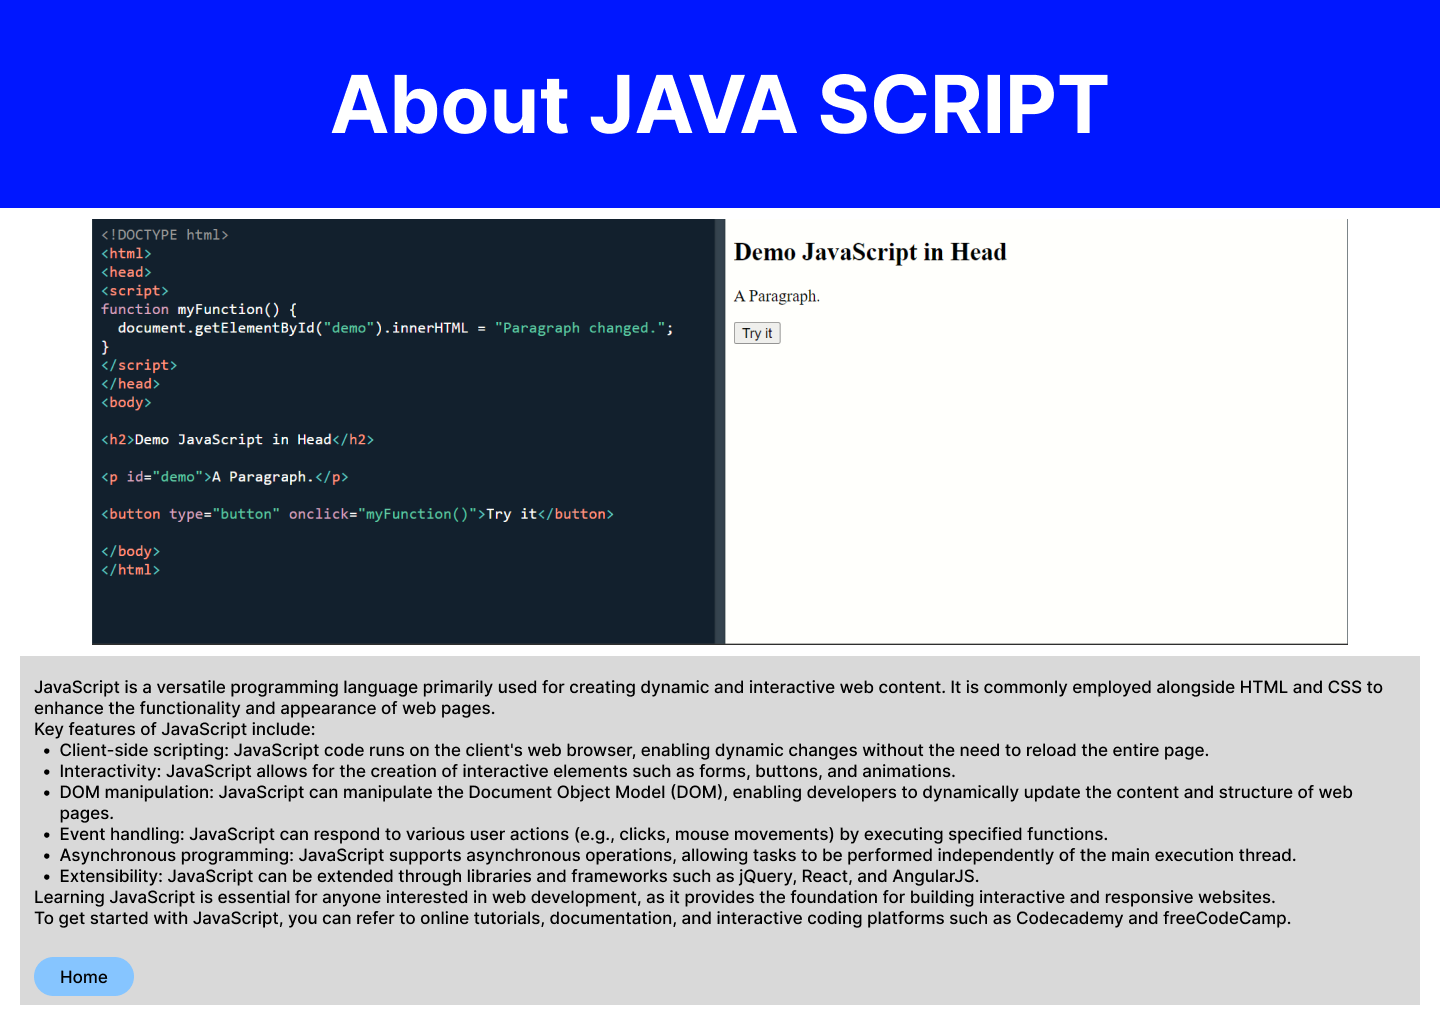 About JAVA SCRIPT
<!DOCTYPE html>
<html>
<head>
<script>
function myFunction() {
  document.getElementById("demo").innerHTML = "Paragraph changed.";
}
</script>
</head>
<body>
<h2>Demo JavaScript in Head</h2>
<p id="demo">A Paragraph.</p>
<button type="button" onclick="myFunction()">Try it</button>
</body>
</html>
Demo JavaScript in Head
A Paragraph.
Try it
JavaScript is a versatile programming language primarily used for creating dynamic and interactive web content. It is commonly employed alongside HTML and CSS to
enhance the functionality and appearance of web pages.
Key features of JavaScript include:
• Client-side scripting: JavaScript code runs on the client's web browser, enabling dynamic changes without the need to reload the entire page.
• Interactivity: JavaScript allows for the creation of interactive elements such as forms, buttons, and animations.
• DOM manipulation: JavaScript can manipulate the Document Object Model (DOM), enabling developers to dynamically update the content and structure of web
pages.
• Event handling: JavaScript can respond to various user actions (e.g., clicks, mouse movements) by executing specified functions.
• Asynchronous programming: JavaScript supports asynchronous operations, allowing tasks to be performed independently of the main execution thread.
• Extensibility: JavaScript can be extended through libraries and frameworks such as jQuery, React, and AngularJS.
Learning JavaScript is essential for anyone interested in web development, as it provides the foundation for building interactive and responsive websites.
To get started with JavaScript, you can refer to online tutorials, documentation, and interactive coding platforms such as Codecademy and freeCodeCamp.
Home